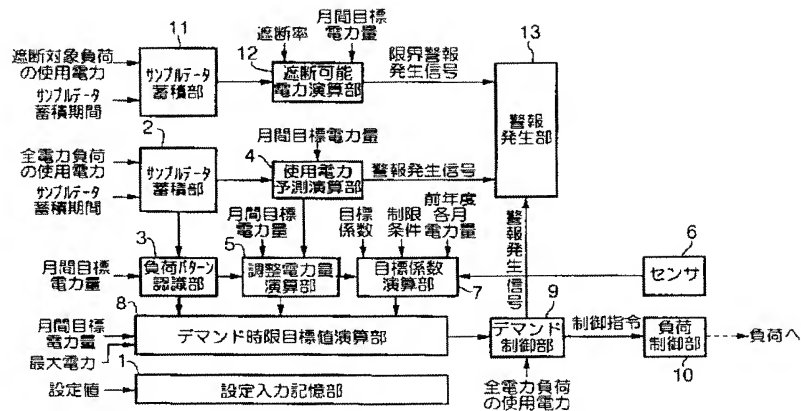 11
遮断対象負荷
の使用電力
サンプルデータ
蓄積期間
サンプルデータ
蓄積部
遮断率
月間目標
電力量
12
遮断可能
電力演算部
限界警報
発生信号
13
警報
発生部
2
全電力負荷
の使用電力
サンプルデータ
蓄積期間
サンプルデータ
蓄積部
月間目標電力量
4
使用電力
予測演算部
警報発生信号
3
月間目標
電力量
負荷パターン
認識部
月間目標
電力量
5
調整電力量
演算部
目標
係数
制限
条件
前年度
各月
電力量
目標係数
演算部
7
警報発生信号
6
センサ
8
月間目標
電力量
最大電力
デマンド時限目標値演算部
9
デマンド
制御部
制御指令
負荷
制御部
10
負荷へ
全電力負荷
の使用電力
1
設定値
設定入力記憶部